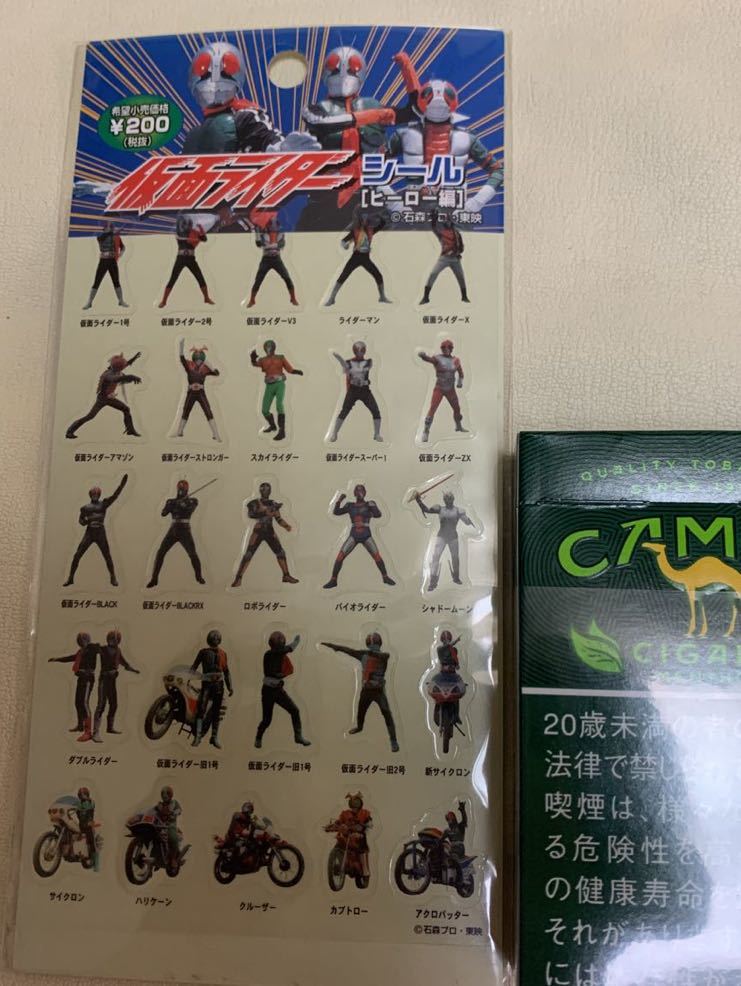 希望小売価格
¥200
(税抜)
仮面ライダー
シール
[ヒーロー編]
©石森プロ・東映
仮面ライダー1号
仮面ライダー2号
仮面ライダーV3
ライダーマン
仮面ライダーX
仮面ライダーアマゾン
仮面ライダーストロンガー
スカイライダー
仮面ライダースーパー1
仮面ライダーZX
仮面ライダーBLACK
仮面ライダーBLACKRX
ロボライダー
バイオライダー
シャドームーン
ダブルライダー
仮面ライダー旧1号
仮面ライダー旧1号
仮面ライダー旧2号
新サイクロン
サイクロン
ハリケーン
クルーザー
カブトロー
アクロバッター
©石森プロ・東映
QUALITY TOBA
SINCE 19
CAM
CIGA
20歳未満の者
法律で禁じ
喫煙は、様々
る危険性を高
の健康寿命を
それがあり
には